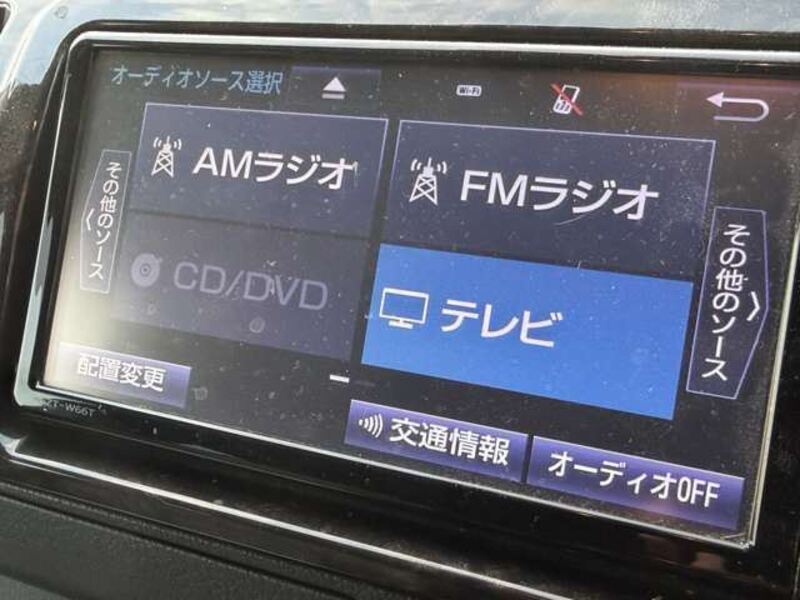 オーディオソース選択
Wi-Fi
その他のソース
AMラジオ
FMラジオ
その他のソース
CD/DVD
テレビ
配置変更
交通情報
オーディオOFF
ZT-W66T